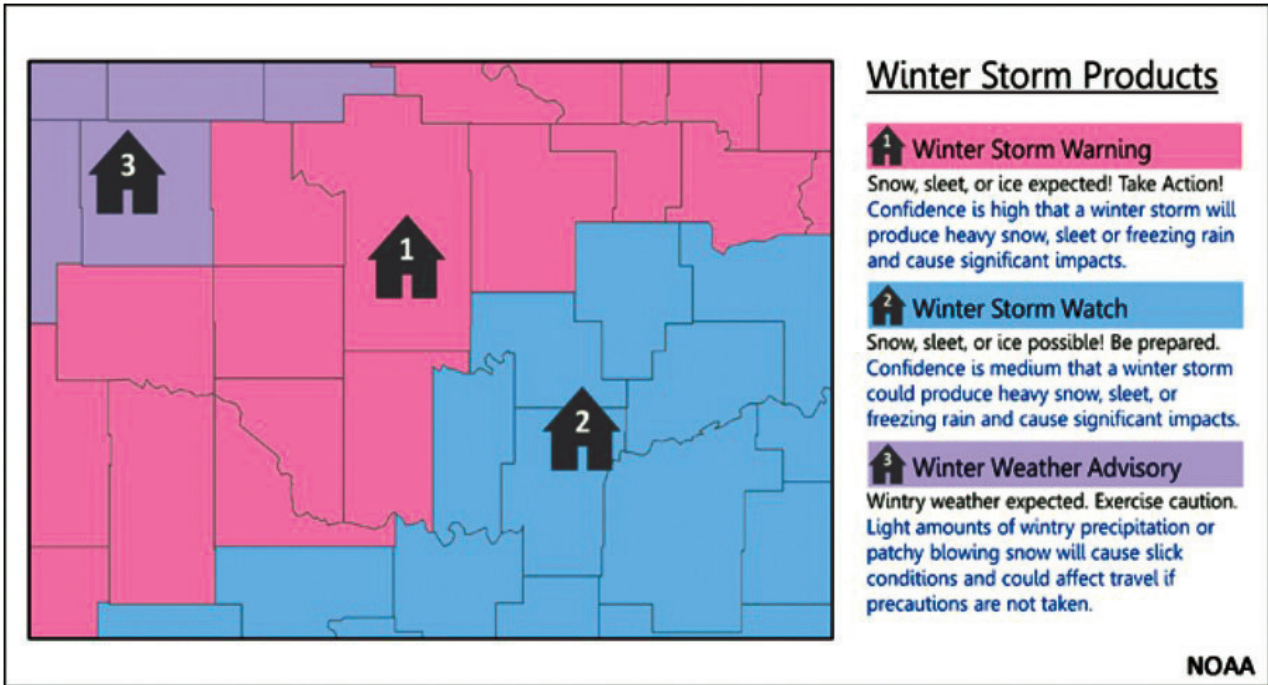 Winter Storm Products
3
1
2
1 Winter Storm Warning
Snow, sleet, or ice expected! Take Action!
Confidence is high that a winter storm will
produce heavy snow, sleet or freezing rain
and cause significant impacts.
2 Winter Storm Watch
Snow, sleet, or ice possible! Be prepared.
Confidence is medium that a winter storm
could produce heavy snow, sleet, or
freezing rain and cause significant impacts.
3 Winter Weather Advisory
Wintry weather expected. Exercise caution.
Light amounts of wintry precipitation or
patchy blowing snow will cause slick
conditions and could affect travel if
precautions are not taken.
NOAA